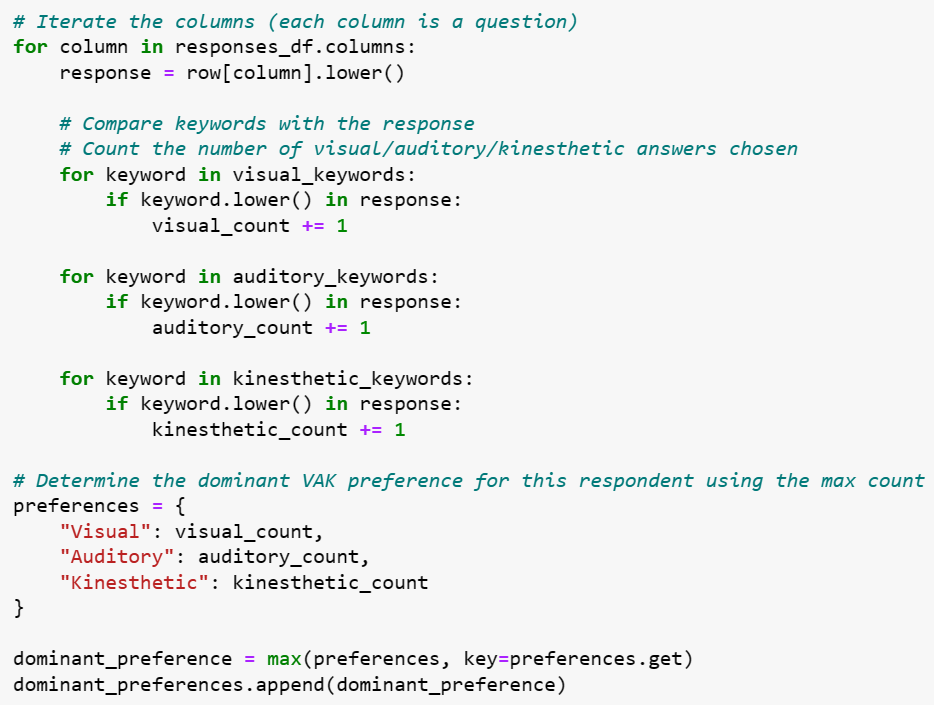 # Iterate the columns (each column is a question)
for column in responses_df.columns:
    response = row[column].lower()

    # Compare keywords with the response
    # Count the number of visual/auditory/kinesthetic answers chosen
    for keyword in visual_keywords:
        if keyword.lower() in response:
            visual_count += 1

    for keyword in auditory_keywords:
        if keyword.lower() in response:
            auditory_count += 1

    for keyword in kinesthetic_keywords:
        if keyword.lower() in response:
            kinesthetic_count += 1

# Determine the dominant VAK preference for this respondent using the max count
preferences = {
    "Visual": visual_count,
    "Auditory": auditory_count,
    "Kinesthetic": kinesthetic_count
}

dominant_preference = max(preferences, key=preferences.get)
dominant_preferences.append(dominant_preference)